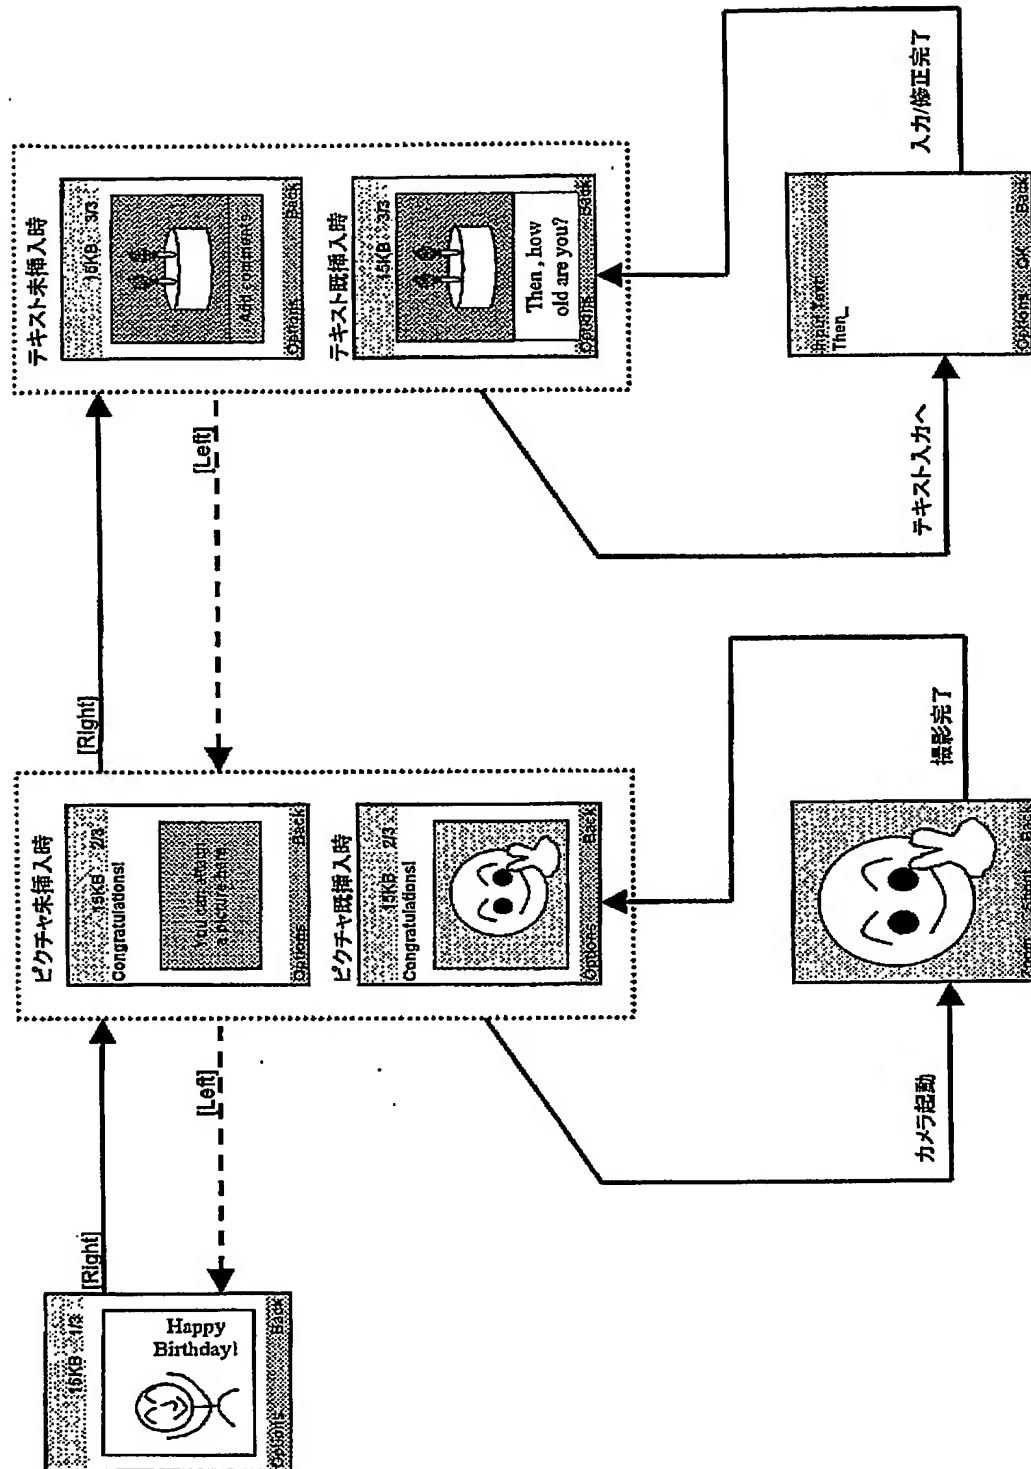 15KB 1/3
Happy
Birthday!
Options Back
[Right]
[Left]
ピクチャ未挿入時
15KB 2/3
Congratulations!
You can attach
a picture here
Options Back
ピクチャ既挿入時
15KB 2/3
Congratulations!
Options Back
カメラ起動
Options Shoot Back
撮影完了
[Right]
[Left]
テキスト未挿入時
15KB 3/3
Add comments
Options Back
テキスト既挿入時
15KB 3/3
Then , how
old are you?
Options Back
テキスト入力へ
Input Text
Then_
Options OK Back
入力/修正完了